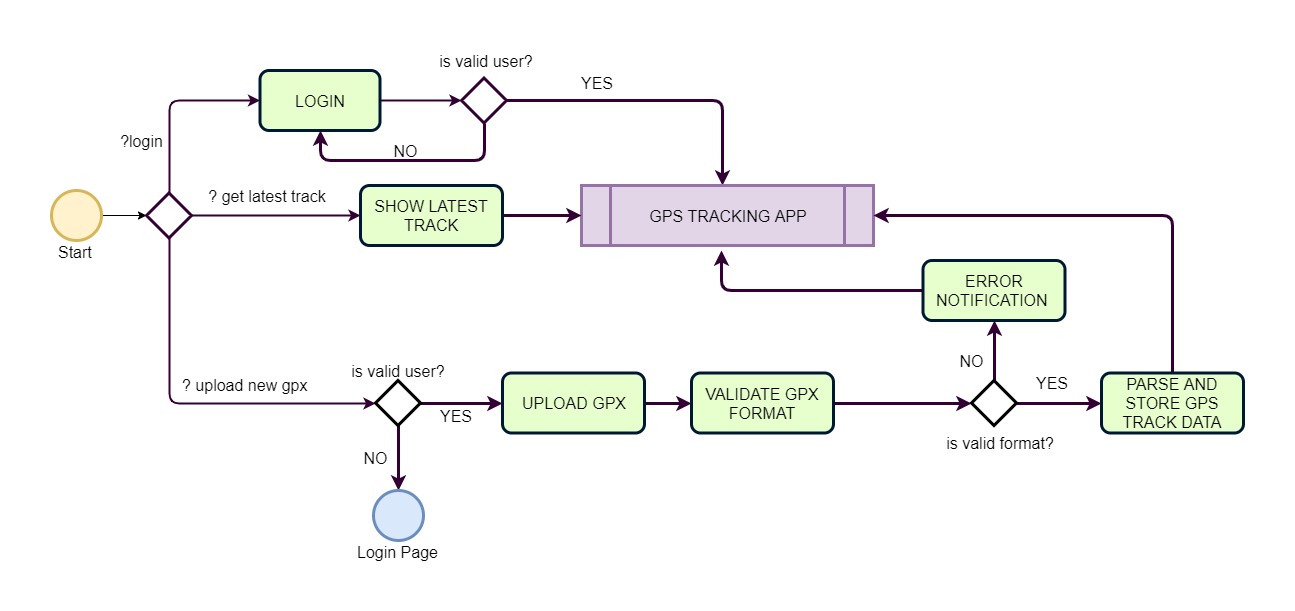 is valid user?
YES
LOGIN
?login
NO
? get latest track
SHOW LATEST
TRACK
GPS TRACKING APP
Start
ERROR
NOTIFICATION
NO
is valid user?
? upload new gpx
YES
UPLOAD GPX
VALIDATE GPX
FORMAT
YES
PARSE AND
STORE GPS
TRACK DATA
is valid format?
NO
Login Page